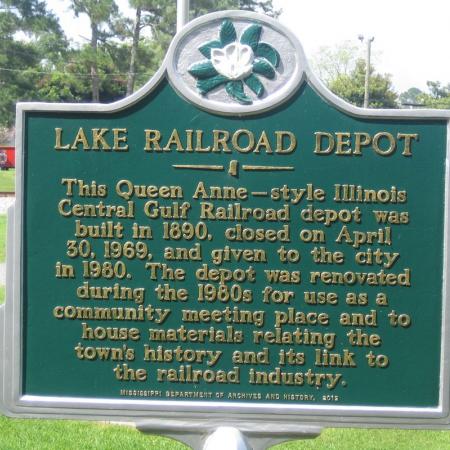 LAKE RAILROAD DEPOT
This Queen Anne—style Illinois
Central Gulf Railroad depot was
built in 1890, closed on April
30, 1969, and given to the city
in 1980. The depot was renovated
during the 1980s for use as a
community meeting place and to
house materials relating the
town's history and its link to
the railroad industry.
MISSISSIPPI DEPARTMENT OF ARCHIVES AND HISTORY, 2012